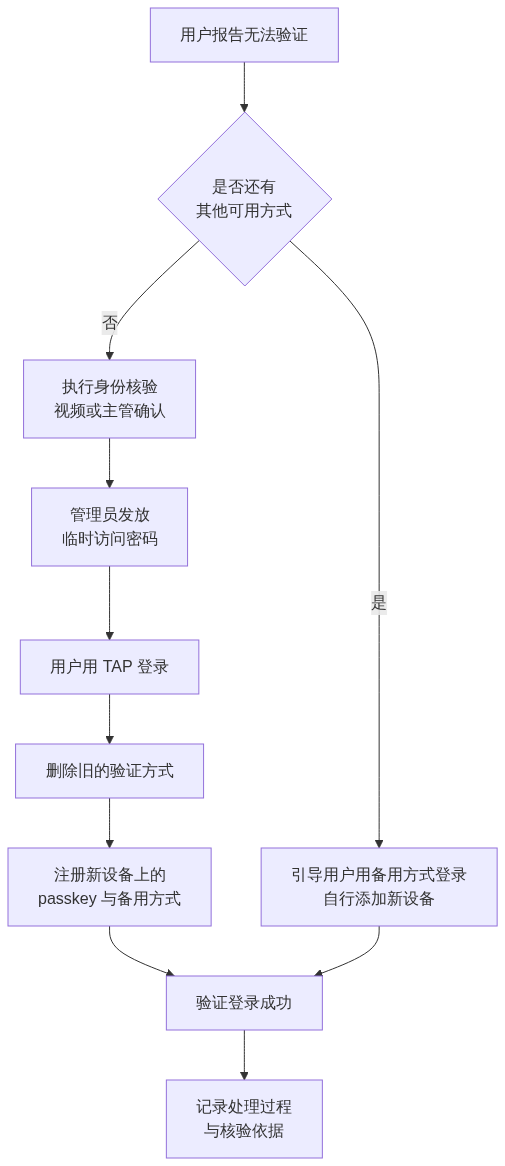 用户报告无法验证
是否还有
其他可用方式
否
执行身份核验
视频或主管确认
管理员发放
临时访问密码
是
用户用 TAP 登录
删除旧的验证方式
注册新设备上的
passkey 与备用方式
引导用户用备用方式登录
自行添加新设备
验证登录成功
记录处理过程
与核验依据